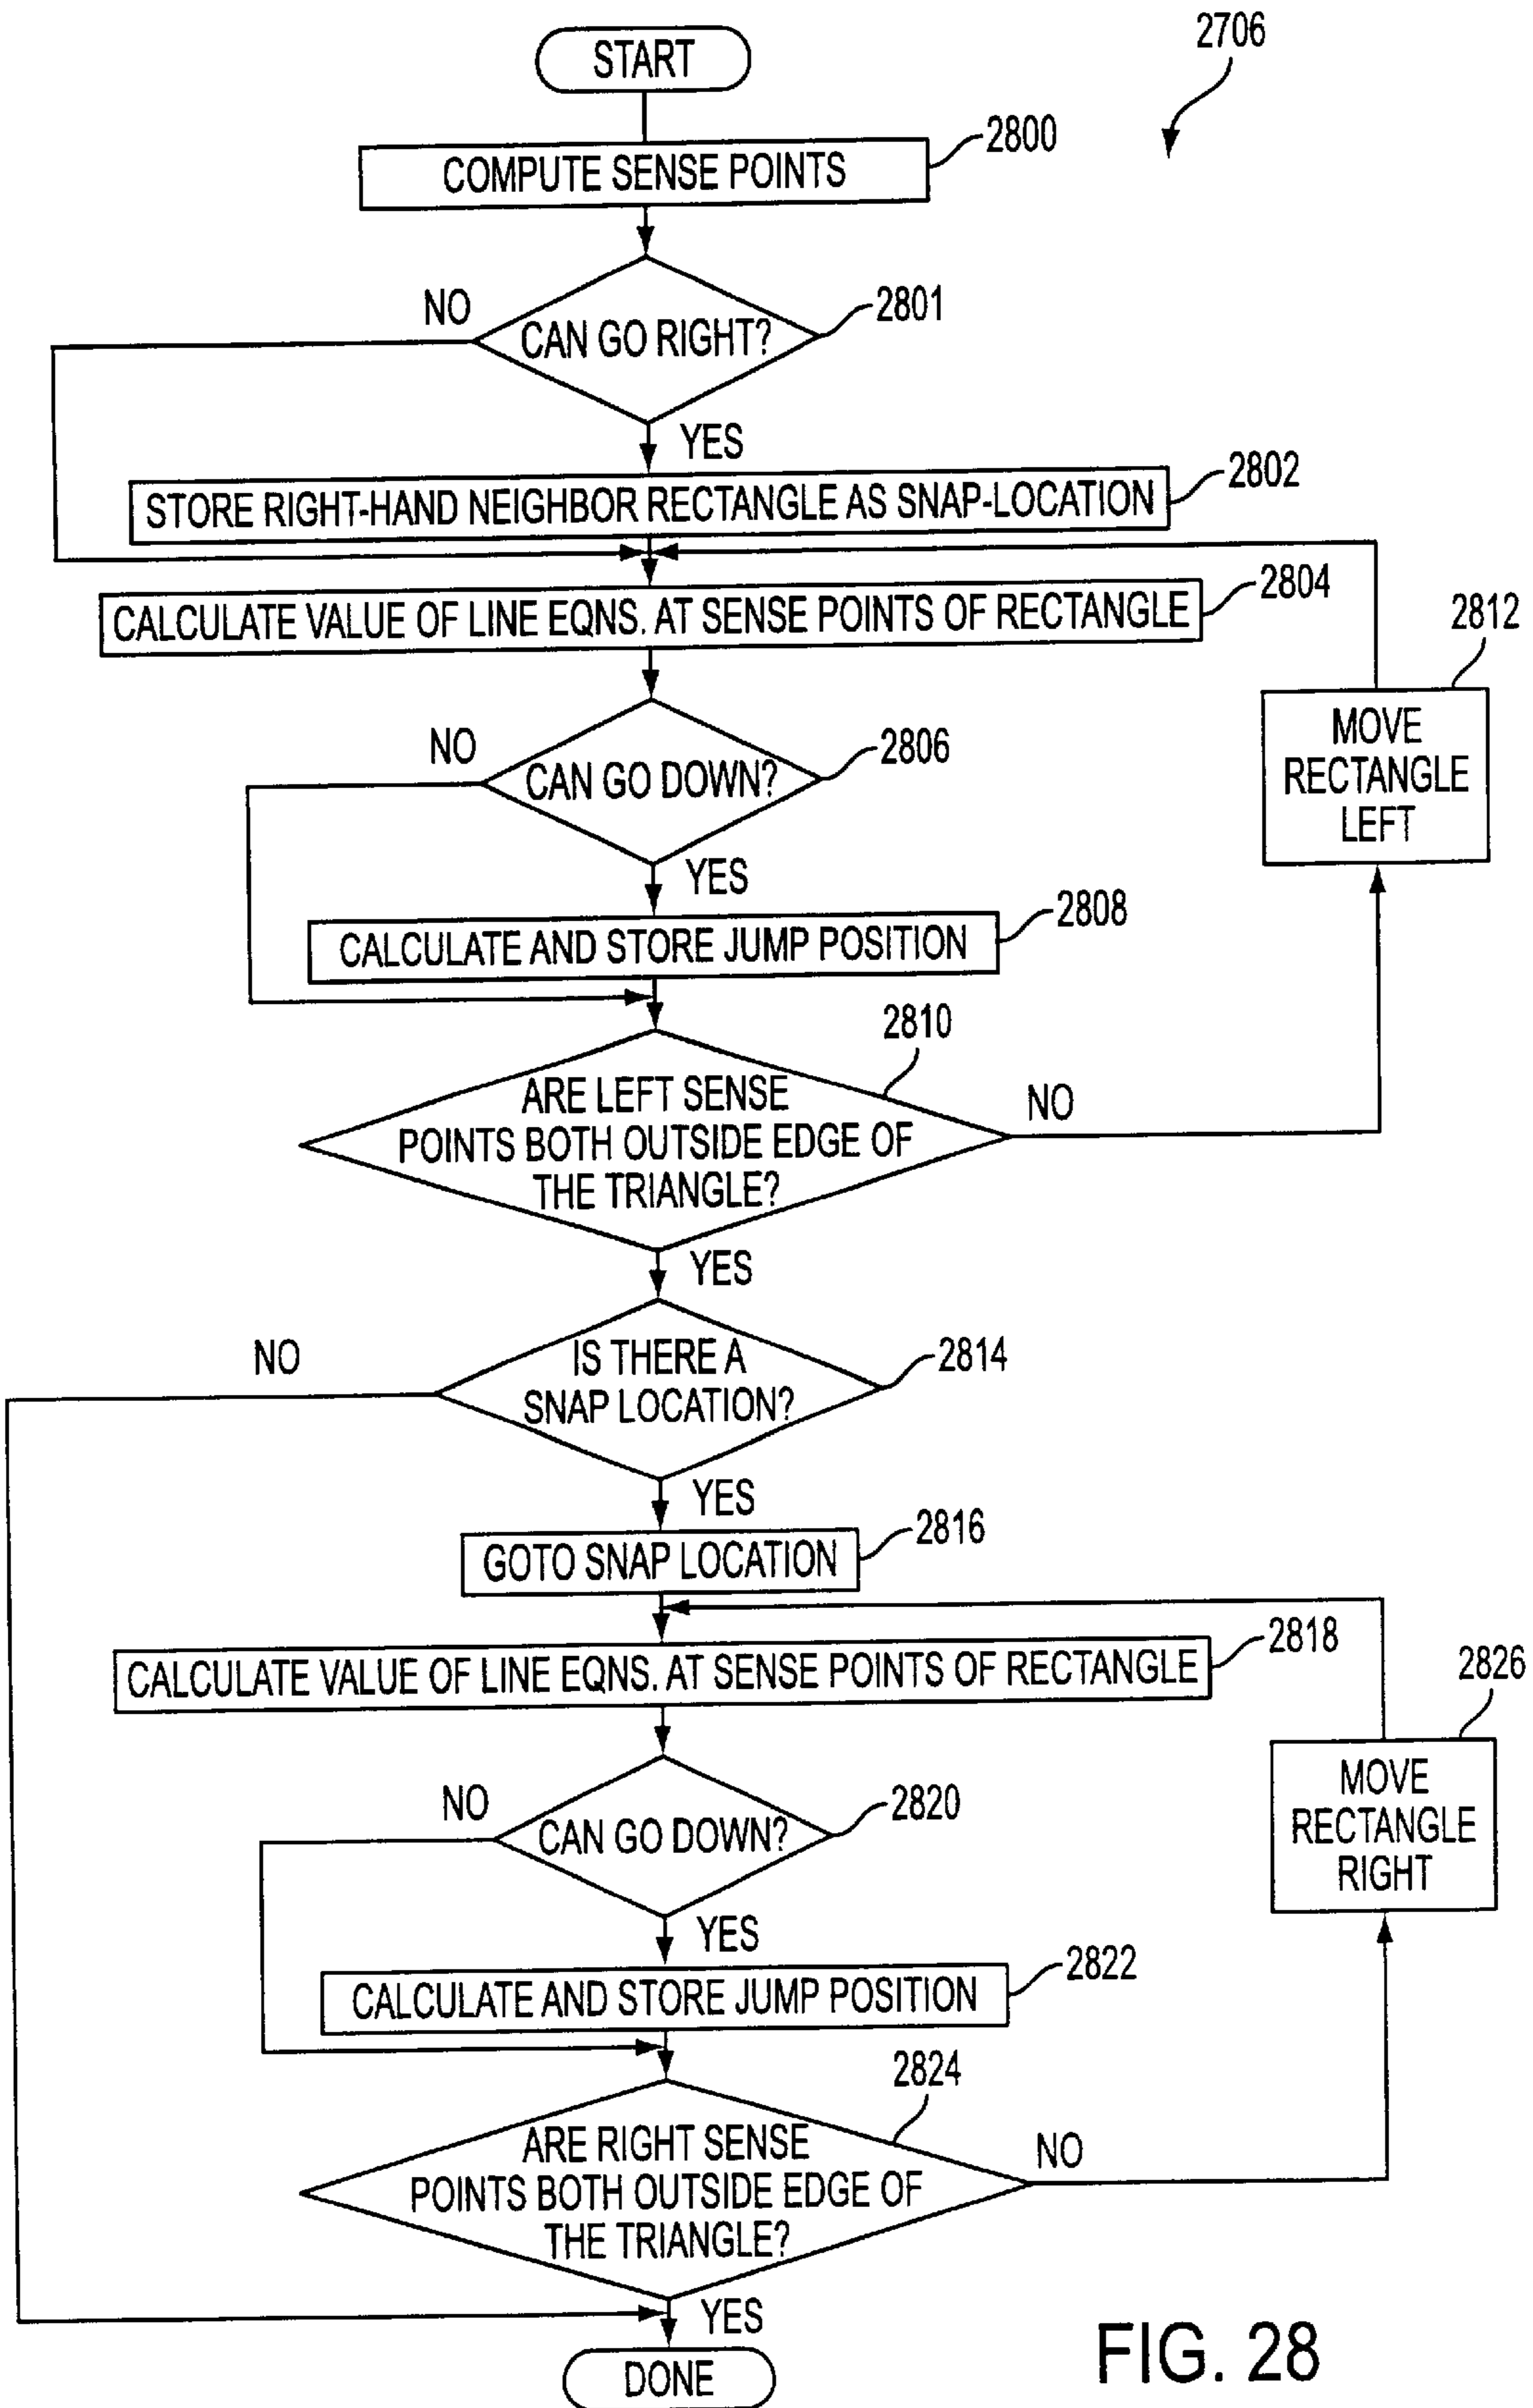 2706
START
2800
COMPUTE SENSE POINTS
NO
2801
CAN GO RIGHT?
YES
2802
STORE RIGHT-HAND NEIGHBOR RECTANGLE AS SNAP-LOCATION
2804
CALCULATE VALUE OF LINE EQNS. AT SENSE POINTS OF RECTANGLE
2812
MOVE
RECTANGLE
LEFT
NO
2806
CAN GO DOWN?
YES
2808
CALCULATE AND STORE JUMP POSITION
2810
ARE LEFT SENSE
POINTS BOTH OUTSIDE EDGE OF
THE TRIANGLE?
NO
YES
NO
IS THERE A
SNAP LOCATION?
2814
YES
2816
GOTO SNAP LOCATION
2818
CALCULATE VALUE OF LINE EQNS. AT SENSE POINTS OF RECTANGLE
2826
MOVE
RECTANGLE
RIGHT
NO
2820
CAN GO DOWN?
YES
2822
CALCULATE AND STORE JUMP POSITION
2824
ARE RIGHT SENSE
POINTS BOTH OUTSIDE EDGE OF
THE TRIANGLE?
NO
YES
DONE
FIG. 28